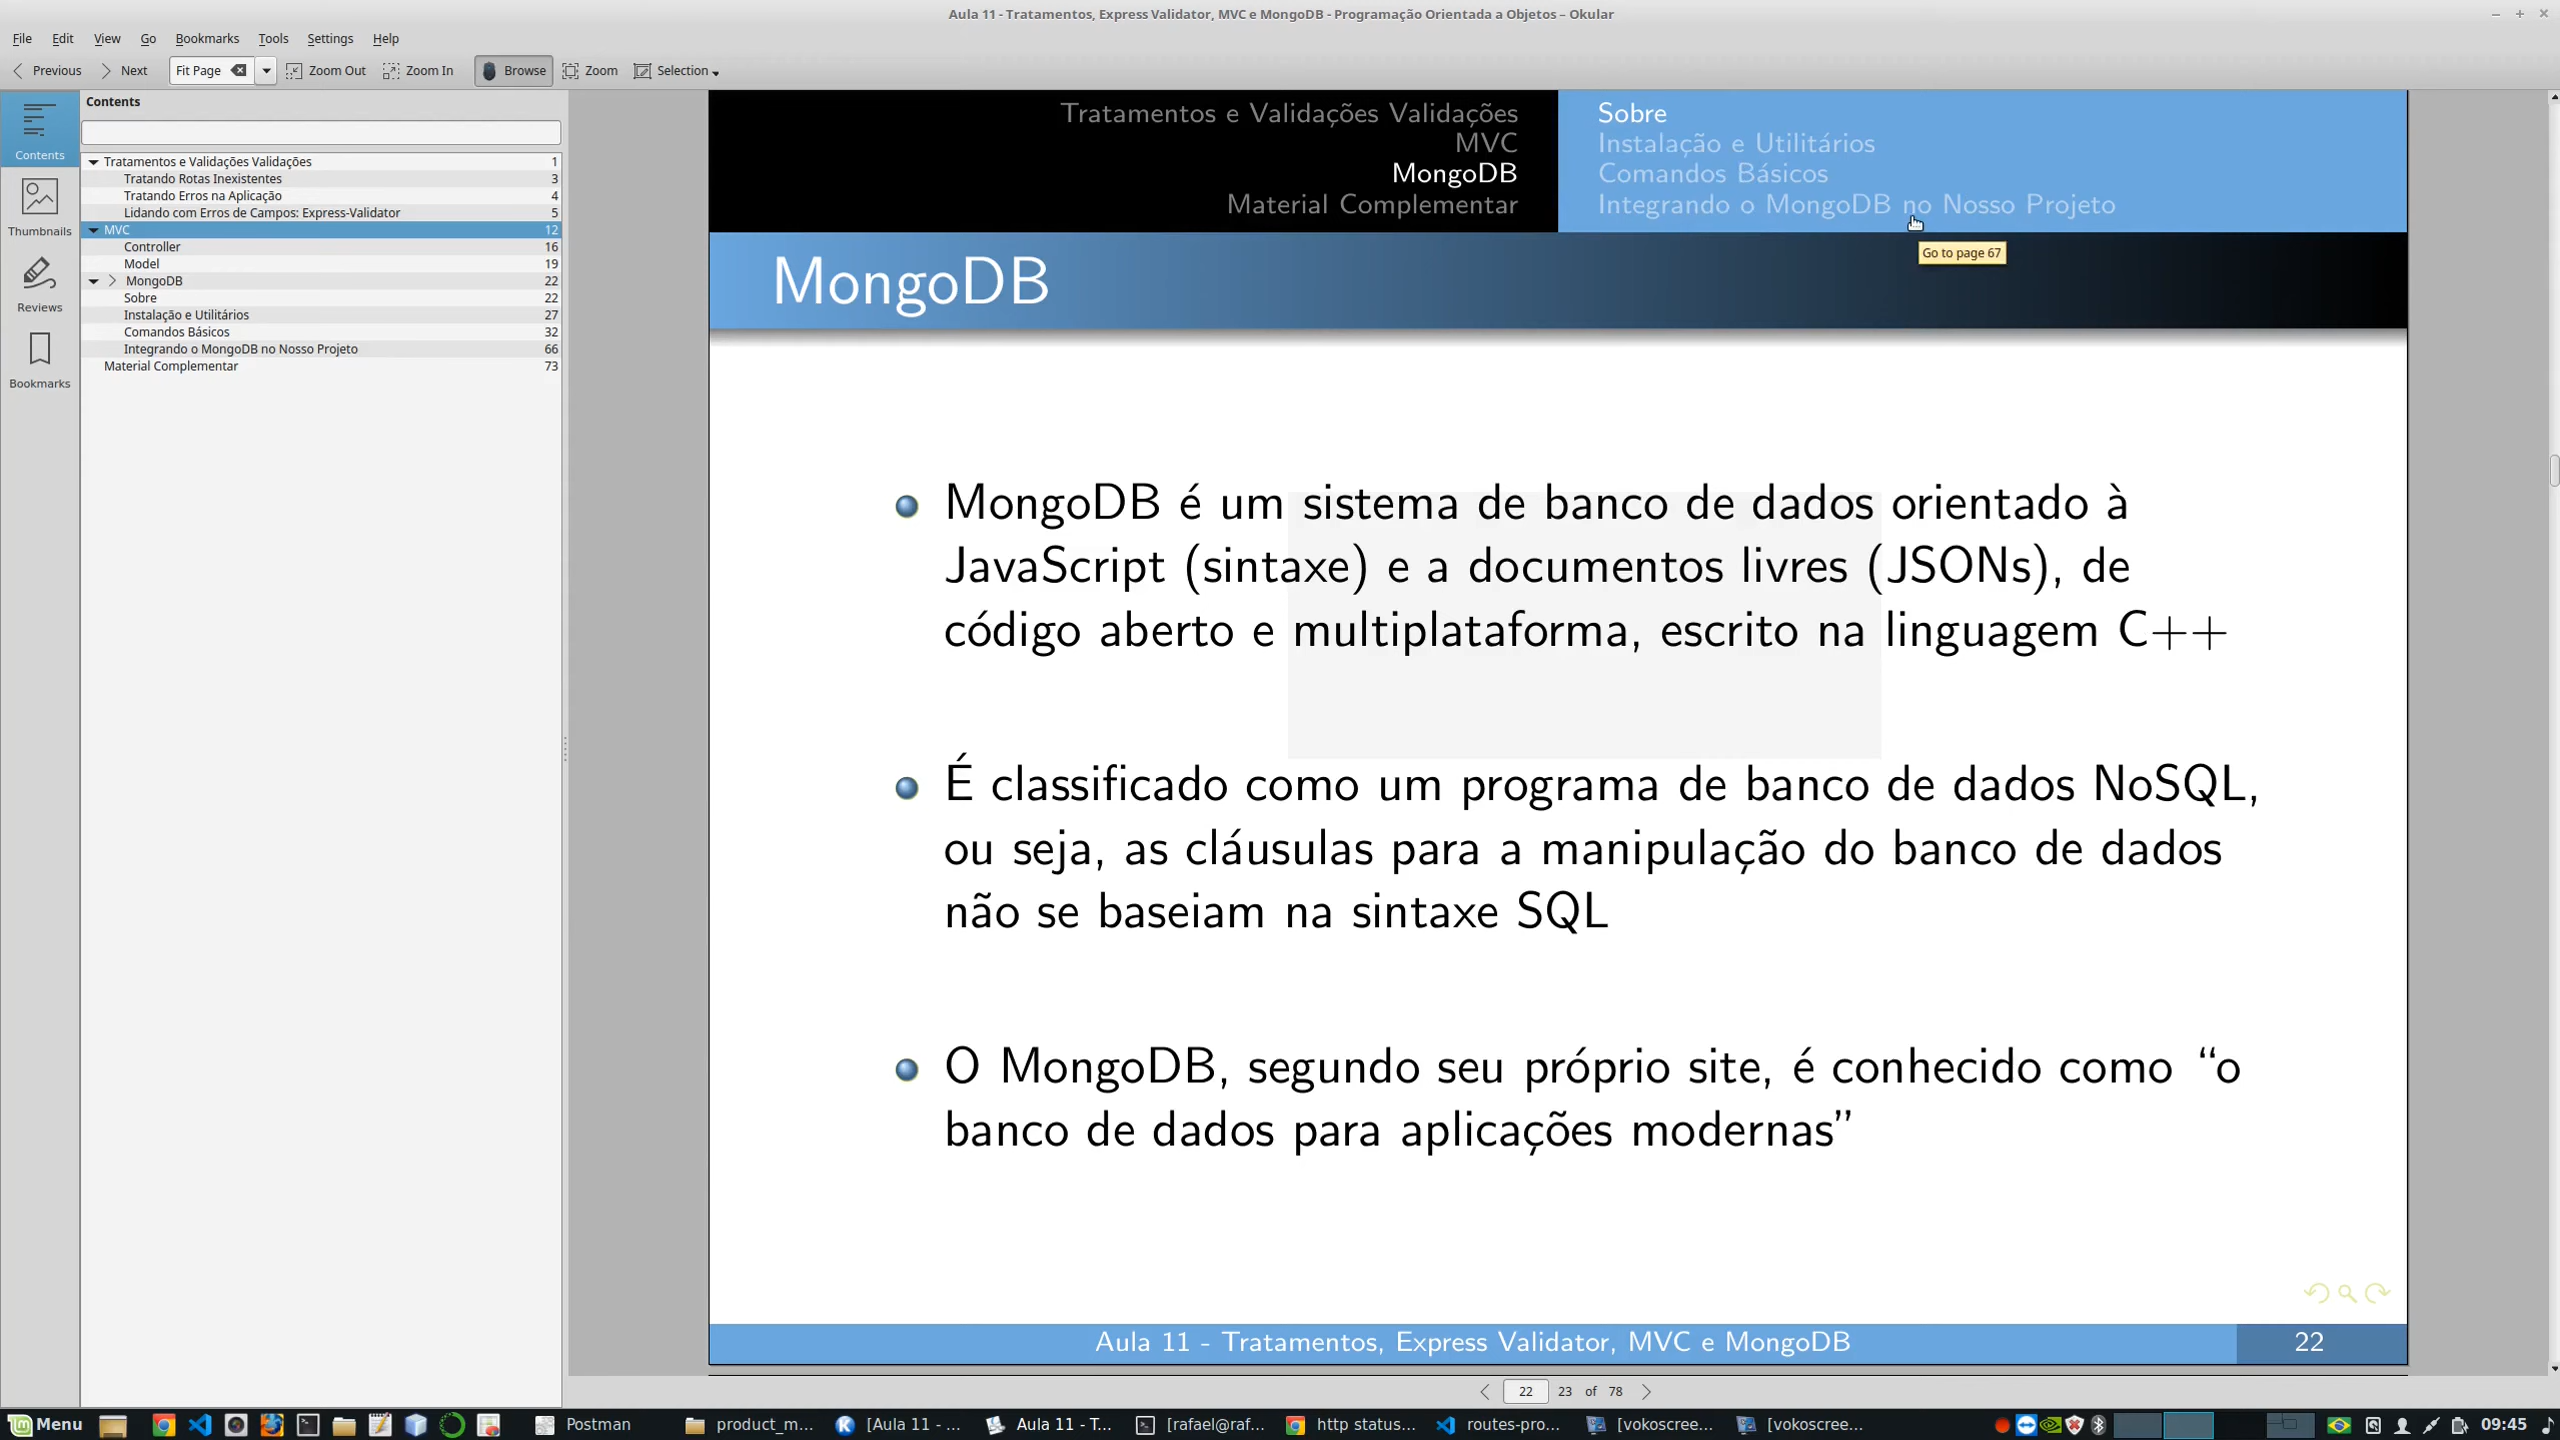 Aula 11 - Tratamentos, Express Validator, MVC e MongoDB - Programação Orientada a Objetos – Okular
File Edit View Go Bookmarks Tools Settings Help
Previous Next Fit Page Zoom Out Zoom In Browse Zoom Selection
Contents
Contents
Thumbnails
Reviews
Bookmarks
Tratamentos e Validações Validações 1
Tratando Rotas Inexistentes 3
Tratando Erros na Aplicação 4
Lidando com Erros de Campos: Express-Validator 5
MVC 12
Controller 16
Model 19
MongoDB 22
Sobre 22
Instalação e Utilitários 27
Comandos Básicos 32
Integrando o MongoDB no Nosso Projeto 66
Material Complementar 73
Tratamentos e Validações Validações
MVC
MongoDB
Material Complementar
Sobre
Instalação e Utilitários
Comandos Básicos
Integrando o MongoDB no Nosso Projeto
Go to page 67
MongoDB
MongoDB é um sistema de banco de dados orientado à
JavaScript (sintaxe) e a documentos livres (JSONs), de
código aberto e multiplataforma, escrito na linguagem C++
É classificado como um programa de banco de dados NoSQL,
ou seja, as cláusulas para a manipulação do banco de dados
não se baseiam na sintaxe SQL
O MongoDB, segundo seu próprio site, é conhecido como “o
banco de dados para aplicações modernas”
Aula 11 - Tratamentos, Express Validator, MVC e MongoDB 22
22 23 of 78
Menu Postman product_m... [Aula 11 - ... Aula 11 - T... [rafael@raf... http status... routes-pro... [vokoscree... [vokoscree... 09:45